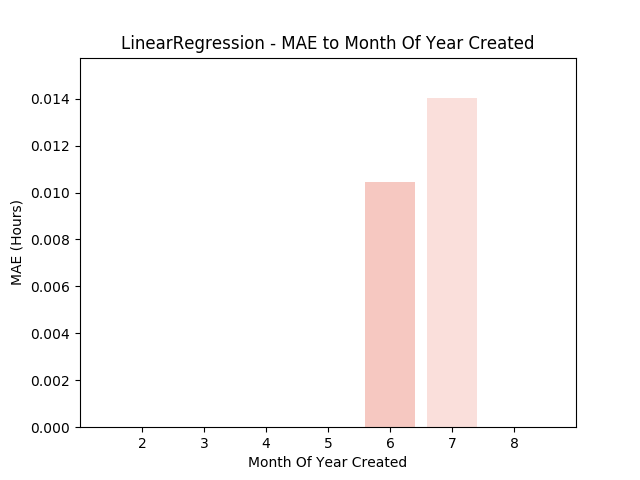 LinearRegression - MAE to Month Of Year Created
0.014
0.012
0.010
0.008
0.006
0.004
0.002
0.000
MAE (Hours)
2 3 4 5 6 7 8
Month Of Year Created